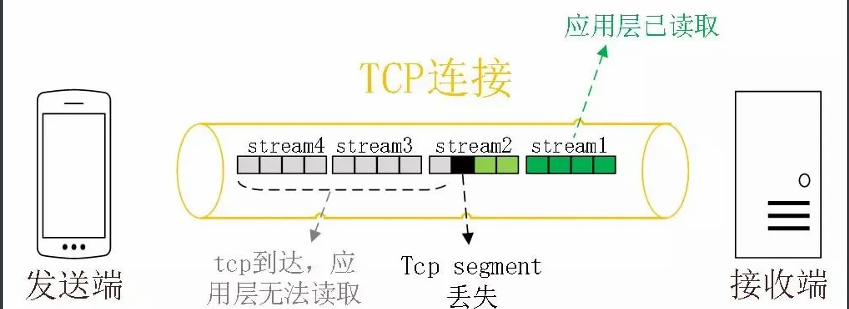 应用层已读取
TCP连接
stream4 stream3 stream2 stream1
tcp到达，应
用层无法读取
Tcp segment
丢失
发送端
接收端